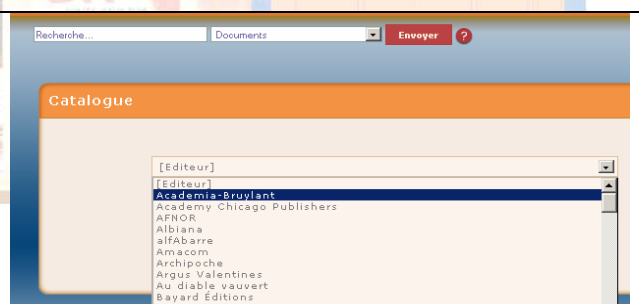 Recherche... Documents Envoyer ?
Catalogue
[Editeur]
[Editeur]
Academia-Bruylant
Academy Chicago Publishers
AFNOR
Albiana
alfAbarre
Amacom
Archipoche
Argus Valentines
Au diable vauvert
Bayard Éditions